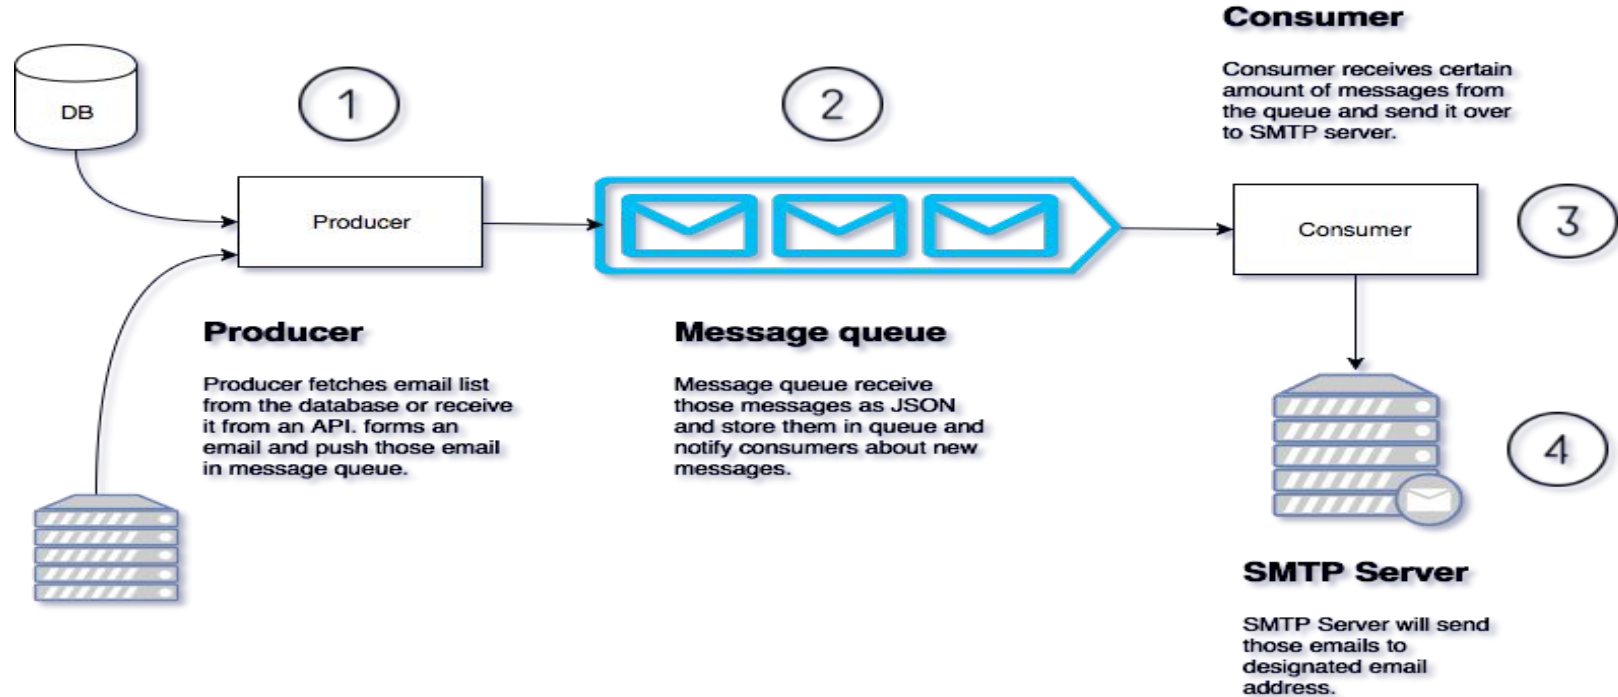 Consumer
Consumer receives certain
amount of messages from
the queue and send it over
to SMTP server.
DB
1
2
Producer
Consumer
3
Producer
Producer fetches email list
from the database or receive
it from an API. forms an
email and push those email
in message queue.
Message queue
Message queue receive
those messages as JSON
and store them in queue and
notify consumers about new
messages.
4
SMTP Server
SMTP Server will send
those emails to
designated email
address.